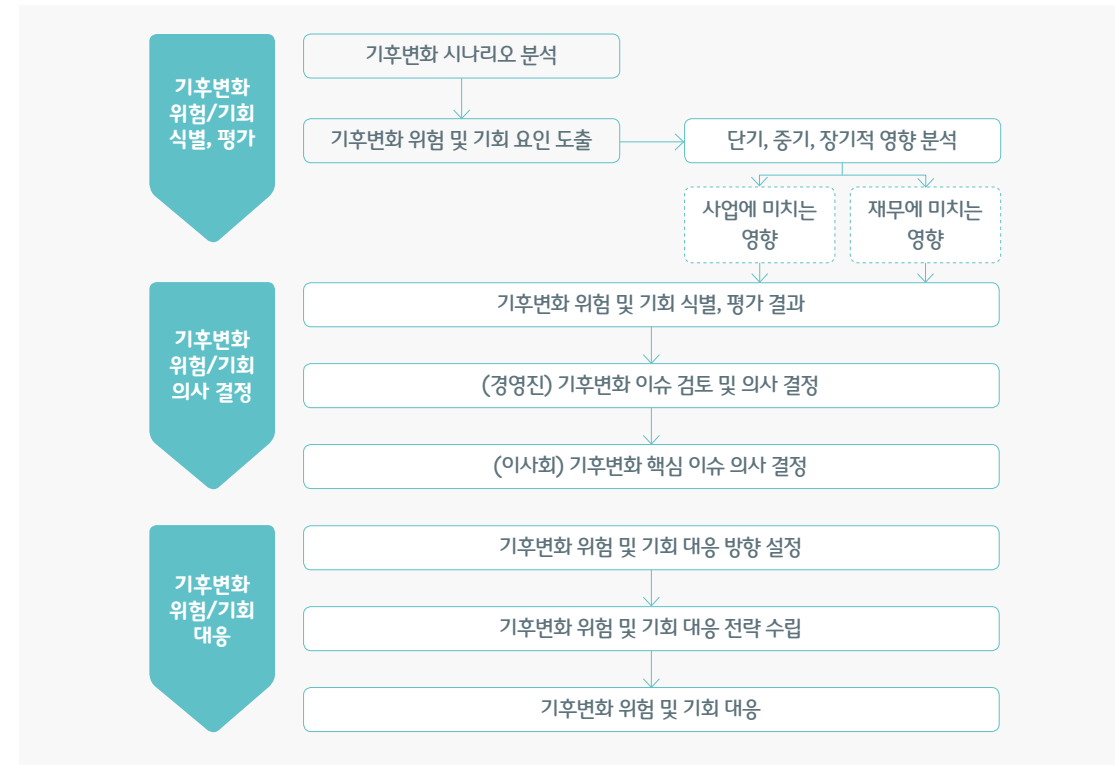 기후변화
위험/기회
식별, 평가
기후변화 시나리오 분석
기후변화 위험 및 기회 요인 도출
단기, 중기, 장기적 영향 분석
사업에 미치는
영향
재무에 미치는
영향
기후변화
위험/기회
의사 결정
기후변화 위험 및 기회 식별, 평가 결과
(경영진) 기후변화 이슈 검토 및 의사 결정
(이사회) 기후변화 핵심 이슈 의사 결정
기후변화
위험/기회
대응
기후변화 위험 및 기회 대응 방향 설정
기후변화 위험 및 기회 대응 전략 수립
기후변화 위험 및 기회 대응